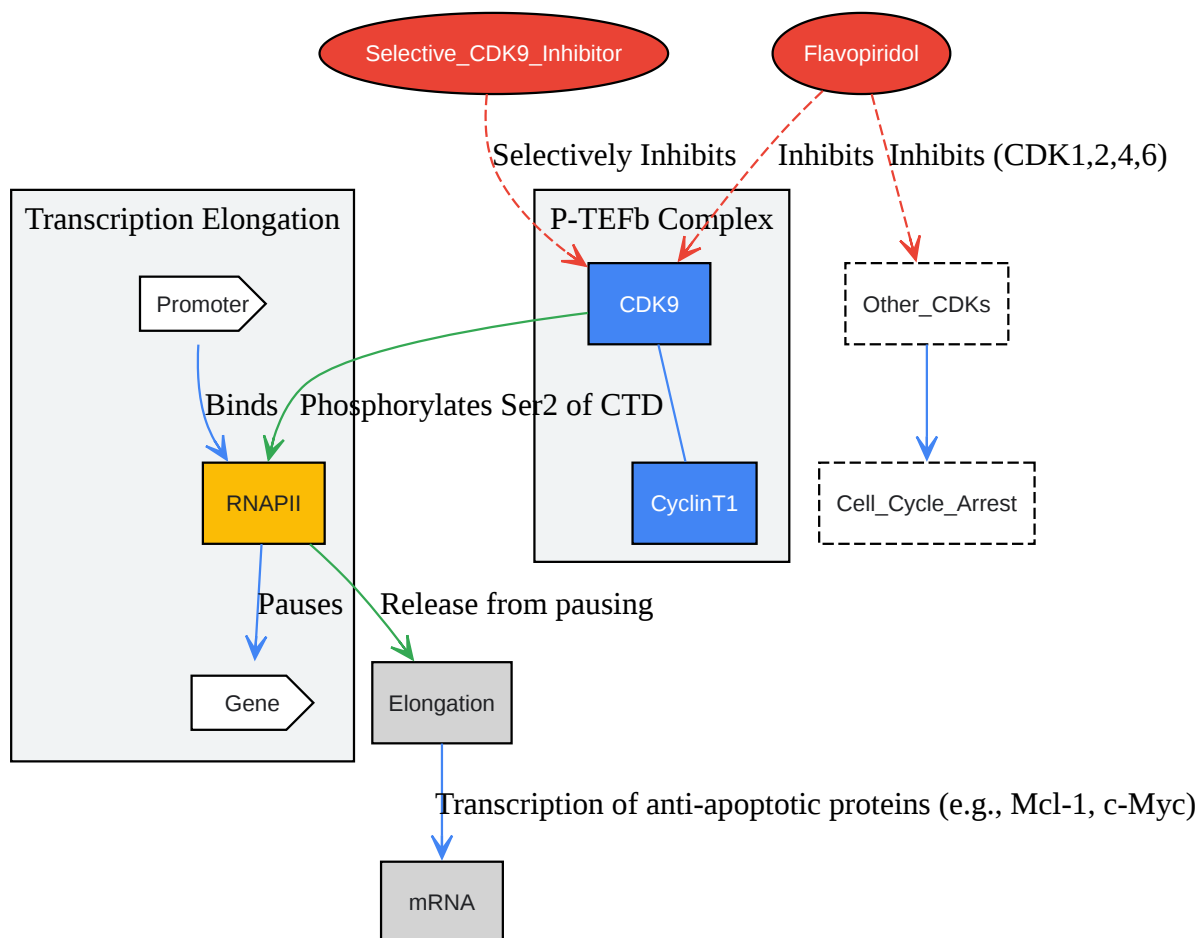 Selective_CDK9_Inhibitor
Flavopiridol
Selectively Inhibits
Inhibits
Inhibits (CDK1,2,4,6)
Transcription Elongation
P-TEFb Complex
Promoter
CDK9
Other_CDKs
Binds
Phosphorylates Ser2 of CTD
RNAPII
CyclinT1
Cell_Cycle_Arrest
Pauses
Release from pausing
Gene
Elongation
Transcription of anti-apoptotic proteins (e.g., Mcl-1, c-Myc)
mRNA